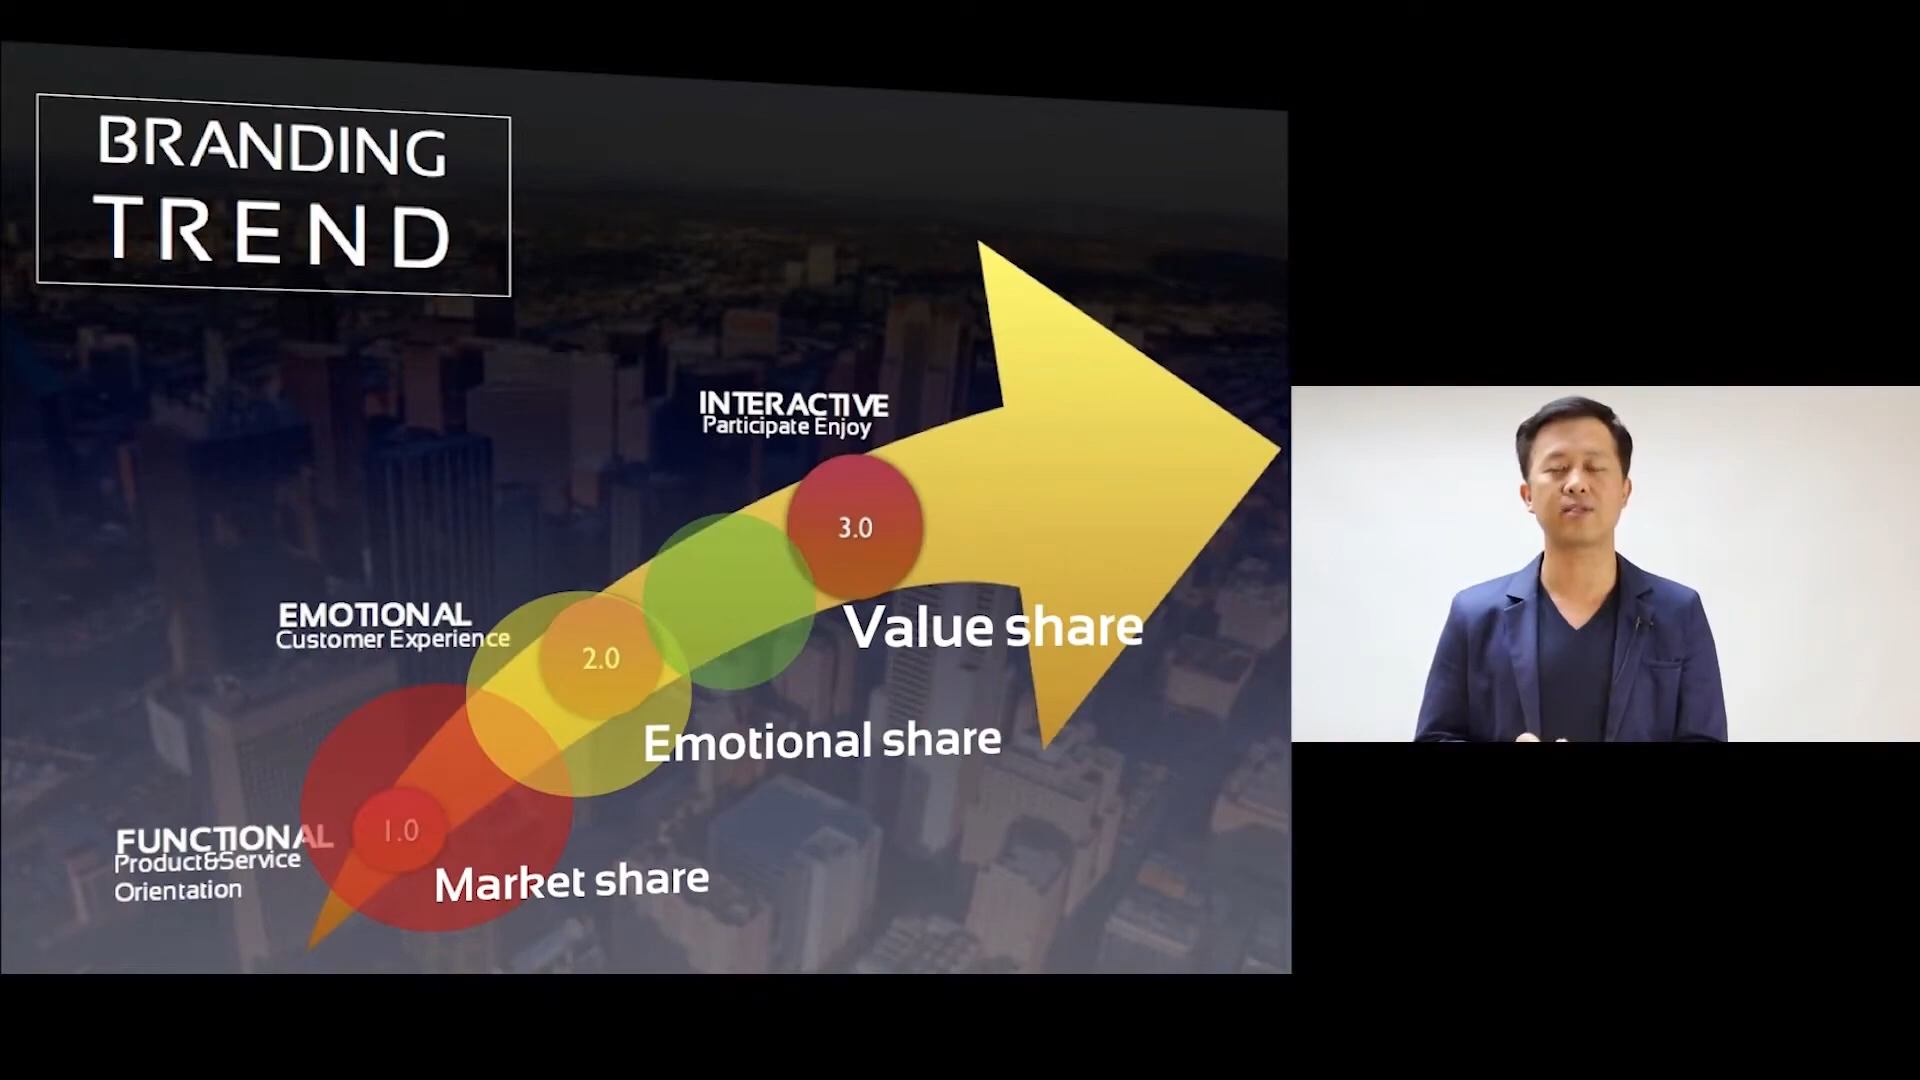 BRANDING
TREND
INTERACTIVE
Participate Enjoy
3.0
Value share
EMOTIONAL
Customer Experience
2.0
Emotional share
FUNCTIONAL
Product&Service
Orientation
1.0
Market share